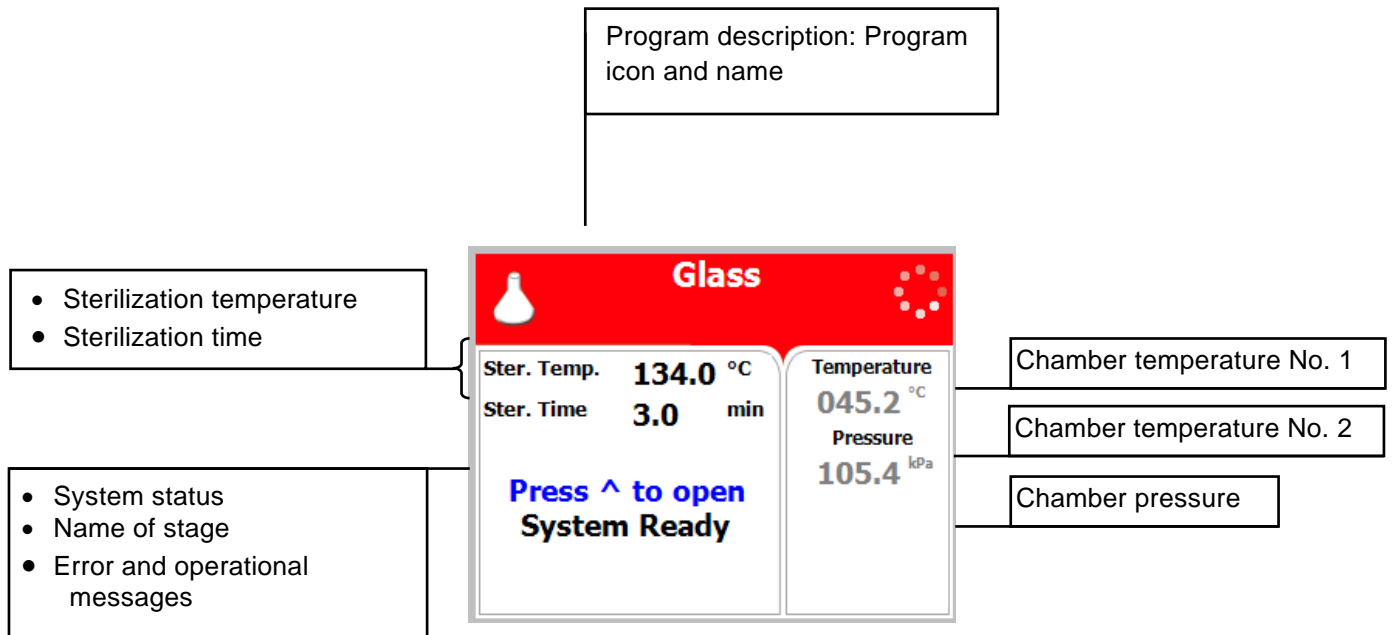 Program description: Program
icon and name
• Sterilization temperature
• Sterilization time
• System status
• Name of stage
• Error and operational
messages
Glass
Ster. Temp. 134.0 °C
Ster. Time 3.0 min
Press ^ to open
System Ready
Temperature
045.2 °C
Pressure
105.4 kPa
Chamber temperature No. 1
Chamber temperature No. 2
Chamber pressure